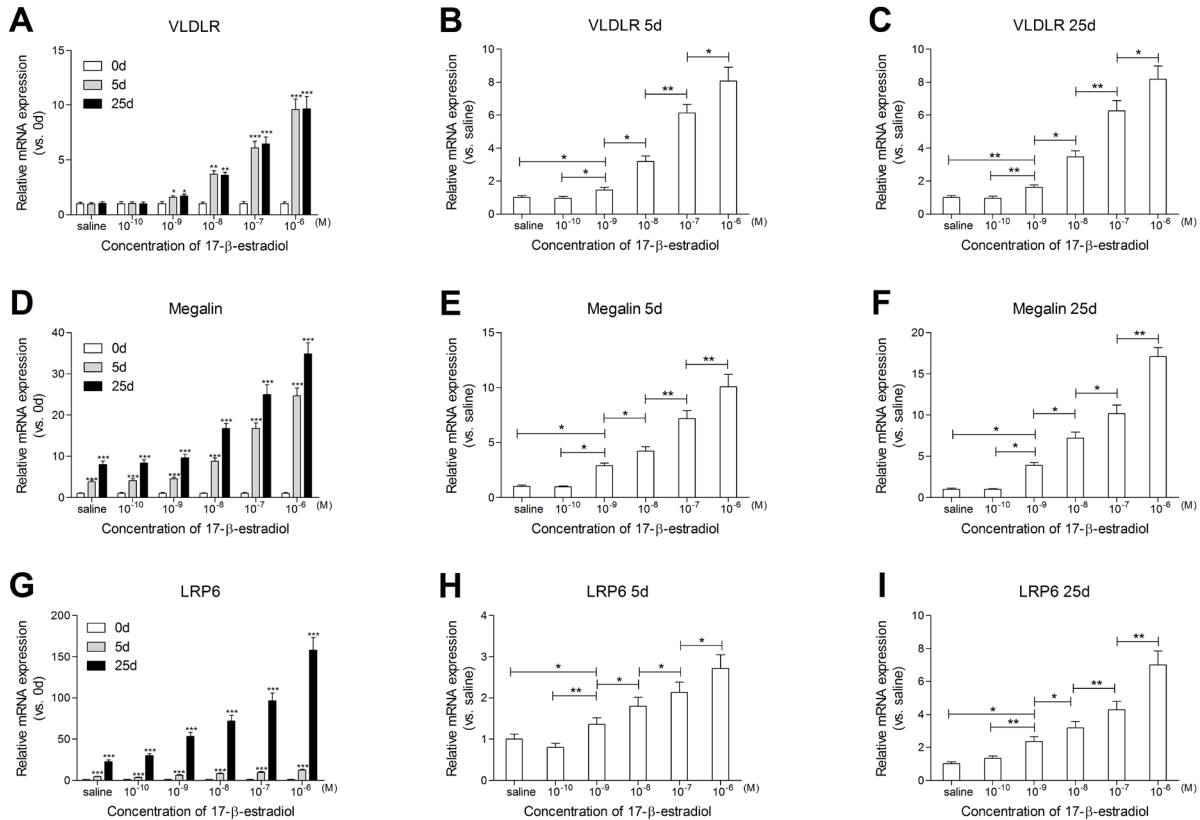 A
VLDLR
15
10
5
0
Relative mRNA expression
(vs. 0d)
0d
5d
25d
*** ***
*** ***
** **
* *
saline 10⁻¹⁰ 10⁻⁹ 10⁻⁸ 10⁻⁷ 10⁻⁶ (M)
Concentration of 17-β-estradiol
B
VLDLR 5d
10
8
6
4
2
0
Relative mRNA expression
(vs. saline)
*
**
*
*
*
saline 10⁻¹⁰ 10⁻⁹ 10⁻⁸ 10⁻⁷ 10⁻⁶ (M)
Concentration of 17-β-estradiol
C
VLDLR 25d
10
8
6
4
2
0
Relative mRNA expression
(vs. saline)
*
**
*
**
**
saline 10⁻¹⁰ 10⁻⁹ 10⁻⁸ 10⁻⁷ 10⁻⁶ (M)
Concentration of 17-β-estradiol
D
Megalin
40
30
20
10
0
Relative mRNA expression
(vs. 0d)
0d
5d
25d
*** *** *** *** *** ***
*** *** *** *** *** ***
saline 10⁻¹⁰ 10⁻⁹ 10⁻⁸ 10⁻⁷ 10⁻⁶ (M)
Concentration of 17-β-estradiol
E
Megalin 5d
15
10
5
0
Relative mRNA expression
(vs. saline)
**
**
*
*
*
saline 10⁻¹⁰ 10⁻⁹ 10⁻⁸ 10⁻⁷ 10⁻⁶ (M)
Concentration of 17-β-estradiol
F
Megalin 25d
20
15
10
5
0
Relative mRNA expression
(vs. saline)
**
*
*
*
*
saline 10⁻¹⁰ 10⁻⁹ 10⁻⁸ 10⁻⁷ 10⁻⁶ (M)
Concentration of 17-β-estradiol
G
LRP6
200
150
100
50
0
Relative mRNA expression
(vs. 0d)
0d
5d
25d
*** *** *** *** *** ***
*** *** *** *** *** ***
saline 10⁻¹⁰ 10⁻⁹ 10⁻⁸ 10⁻⁷ 10⁻⁶ (M)
Concentration of 17-β-estradiol
H
LRP6 5d
4
3
2
1
0
Relative mRNA expression
(vs. saline)
*
*
*
*
**
saline 10⁻¹⁰ 10⁻⁹ 10⁻⁸ 10⁻⁷ 10⁻⁶ (M)
Concentration of 17-β-estradiol
I
LRP6 25d
10
8
6
4
2
0
Relative mRNA expression
(vs. saline)
**
**
*
*
**
saline 10⁻¹⁰ 10⁻⁹ 10⁻⁸ 10⁻⁷ 10⁻⁶ (M)
Concentration of 17-β-estradiol